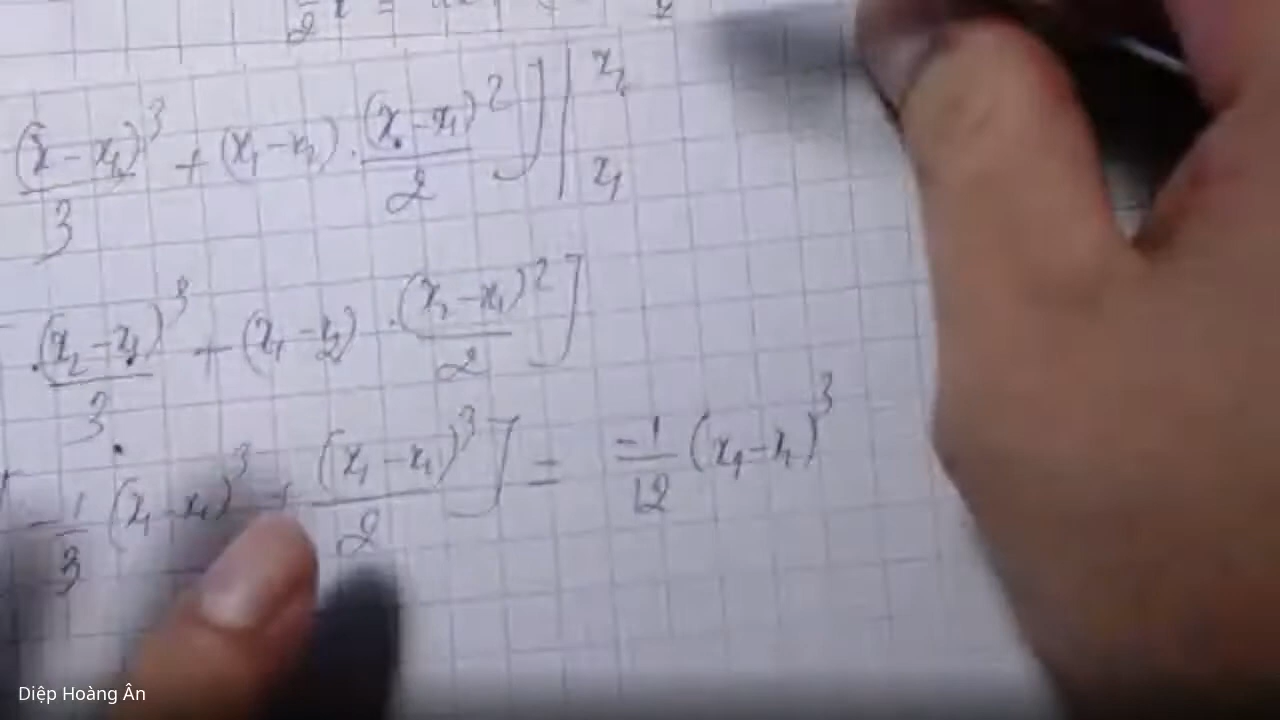 (x - x₁)³/3 + (x₁ - x₂) · (x - x₁)²/2 ] | x₂ x₁
· (x₂ - x₁)³/3 + (x₁ - x₂) · (x₂ - x₁)²/2 ]
- 1/3 (x₁ - x₂)³ + (x₁ - x₂)³/2 ] = -1/12 (x₁ - x₂)³
Diệp Hoàng Ân